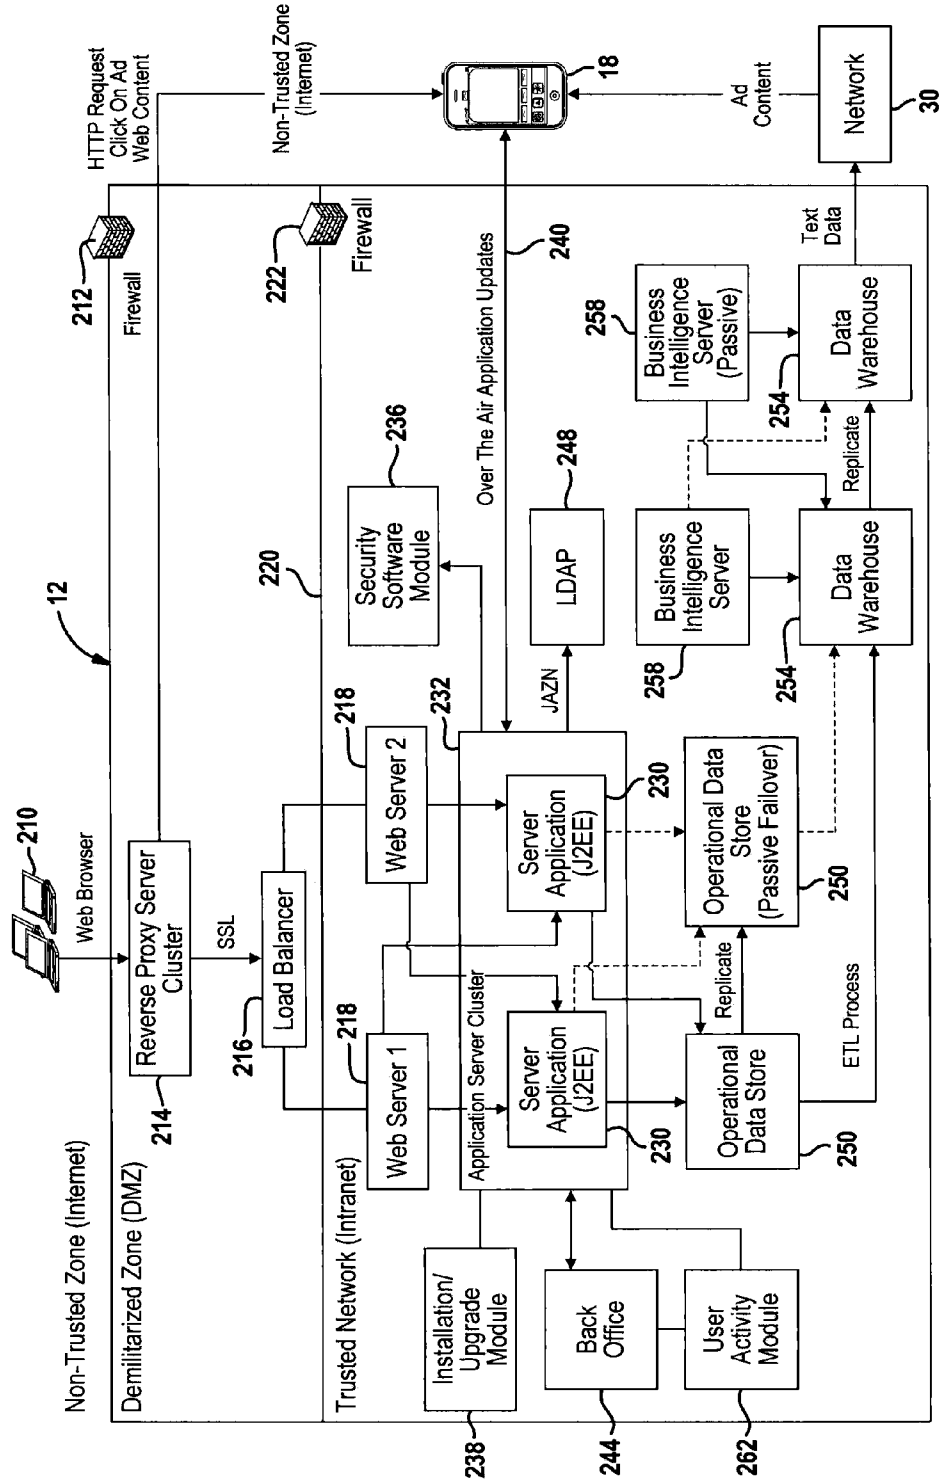 Non-Trusted Zone (Internet)
210
Web Browser
12
212
Firewall
HTTP Request
Click On Ad
Web Content
Demilitarized Zone (DMZ)
214
Reverse Proxy Server
Cluster
SSL
216
Load Balancer
220
222
Firewall
Non-Trusted Zone
(Internet)
Trusted Network (Intranet)
218
Web Server 1
218
Web Server 2
236
Security
Software
Module
232
Application Server Cluster
Server
Application
(J2EE)
230
Server
Application
(J2EE)
230
Over The Air Application Updates
240
18
238
Installation/
Upgrade
Module
244
Back
Office
262
User
Activity
Module
JAZN
LDAP
248
Operational
Data Store
250
Replicate
Operational Data
Store
(Passive Failover)
250
ETL Process
Business
Intelligence
Server
258
Business
Intelligence
Server
(Passive)
258
Data
Warehouse
254
Replicate
Data
Warehouse
254
Text
Data
Ad
Content
Network
30